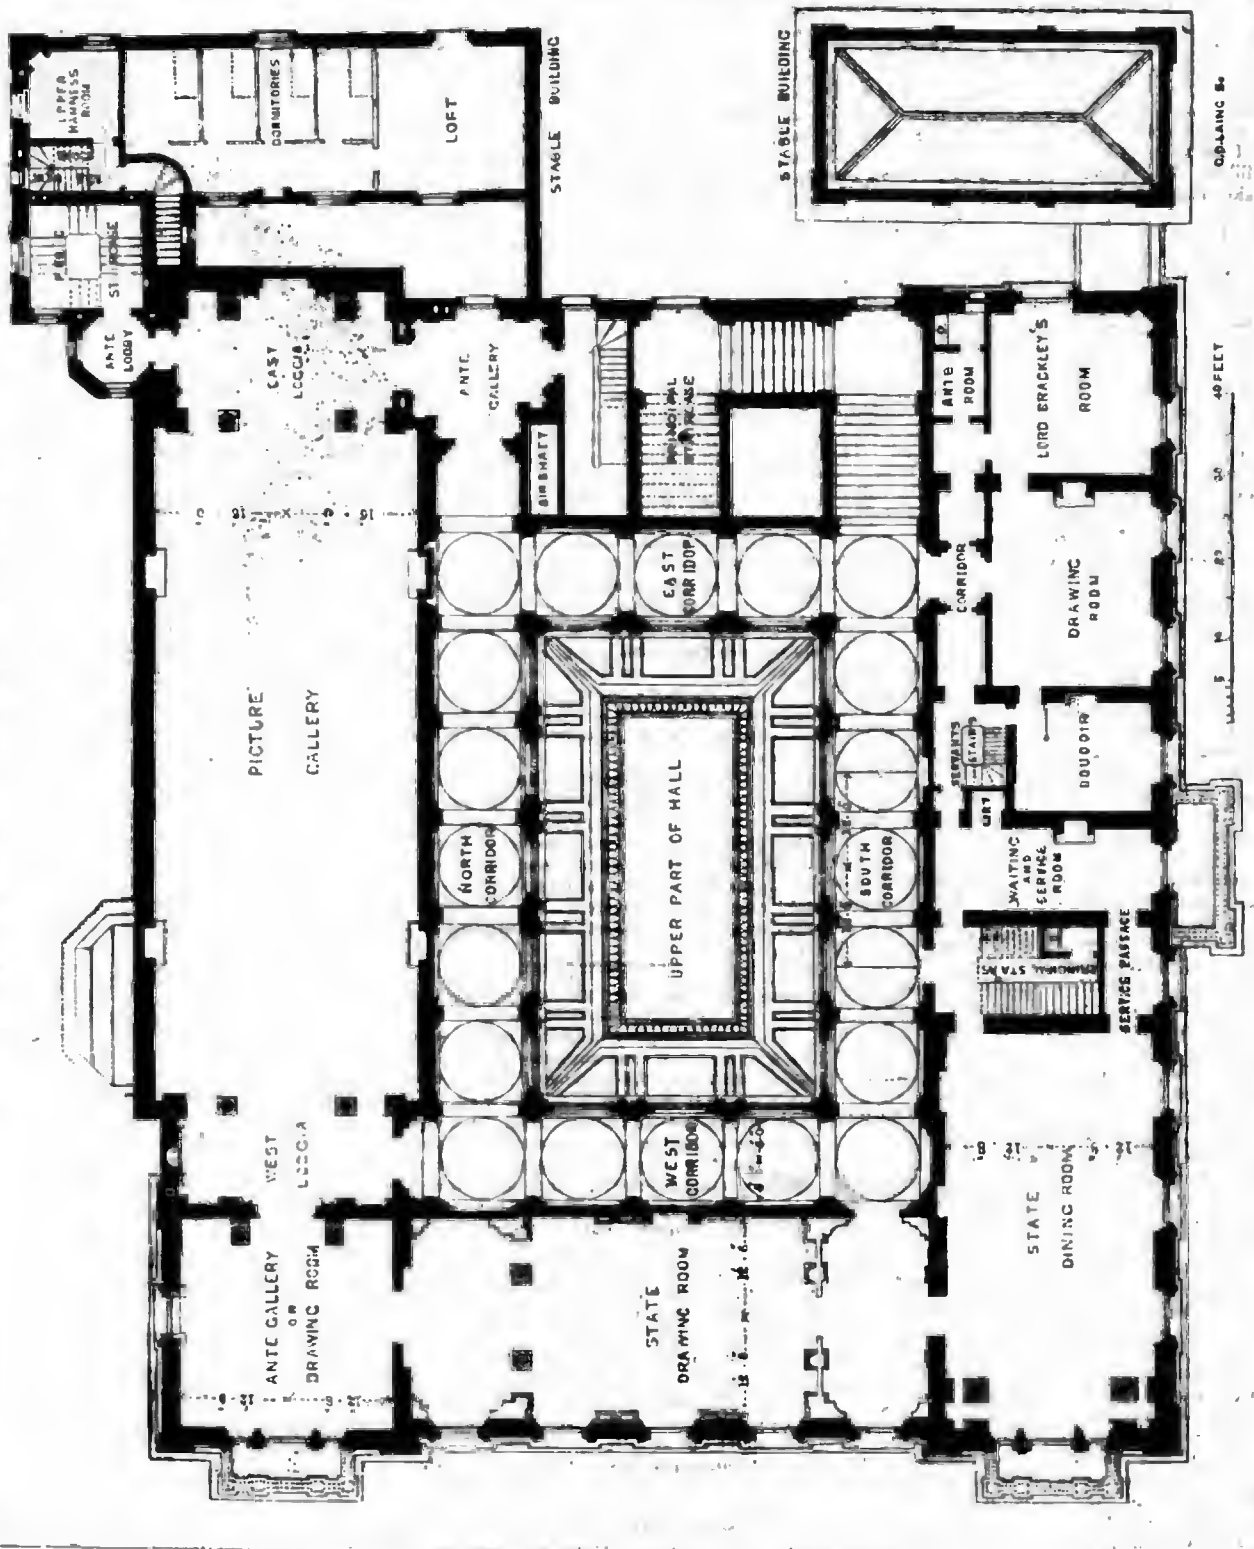 UPPER
HARNESS
ROOM
DORMITORIES
LOFT
STABLE BUILDING
STABLE BUILDING
ANTE
LOBBY
EAST
LOGGIA
ANTE
GALLERY
PRINCIPAL
STAIRCASE
ANTE
ROOM
LORD BRACKLEY'S
ROOM
40 FEET
PICTURE
GALLERY
EAST
CORRIDOR
CORRIDOR
DRAWING
ROOM
BOUDOIR
SERVANTS
STAIRS
LIFT
WAITING
AND
SERVICE
ROOM
NORTH
CORRIDOR
UPPER PART OF HALL
SOUTH
CORRIDOR
SERVICE PASSAGE
WEST
LOGGIA
WEST
CORRIDOR
STATE
DINING ROOM
ANTE GALLERY
OR
DRAWING ROOM
STATE
DRAWING ROOM